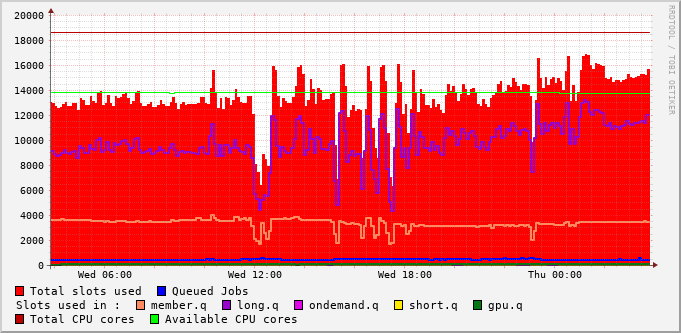 20000
18000
16000
14000
12000
10000
8000
6000
4000
2000
0
Wed 06:00 Wed 12:00 Wed 18:00 Thu 00:00
RRDTOOL / TOBI OETIKER
Total slots used Queued Jobs
Slots used in : member.q long.q ondemand.q short.q gpu.q
Total CPU cores Available CPU cores